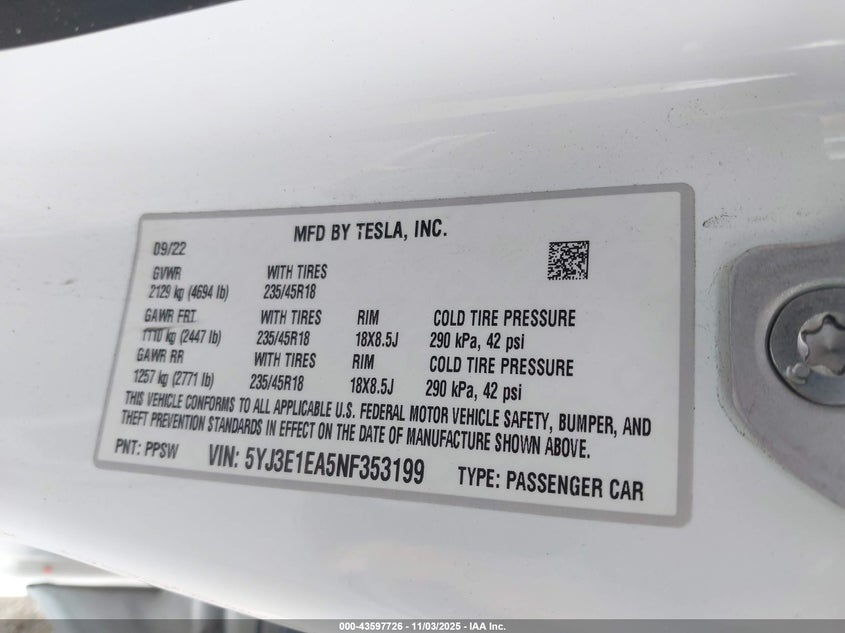 MFD BY TESLA, INC.
09/22
GVWR WITH TIRES
2129 kg (4694 lb) 235/45R18
GAWR FRT WITH TIRES RIM COLD TIRE PRESSURE
1110 kg (2447 lb) 235/45R18 18X8.5J 290 kPa, 42 psi
GAWR RR WITH TIRES RIM COLD TIRE PRESSURE
1257 kg (2771 lb) 235/45R18 18X8.5J 290 kPa, 42 psi
THIS VEHICLE CONFORMS TO ALL APPLICABLE U.S. FEDERAL MOTOR VEHICLE SAFETY, BUMPER, AND
THEFT PREVENTION STANDARDS IN EFFECT ON THE DATE OF MANUFACTURE SHOWN ABOVE.
PNT: PPSW VIN: 5YJ3E1EA5NF353199 TYPE: PASSENGER CAR
000-43597726 - 11/03/2025 - IAA Inc.